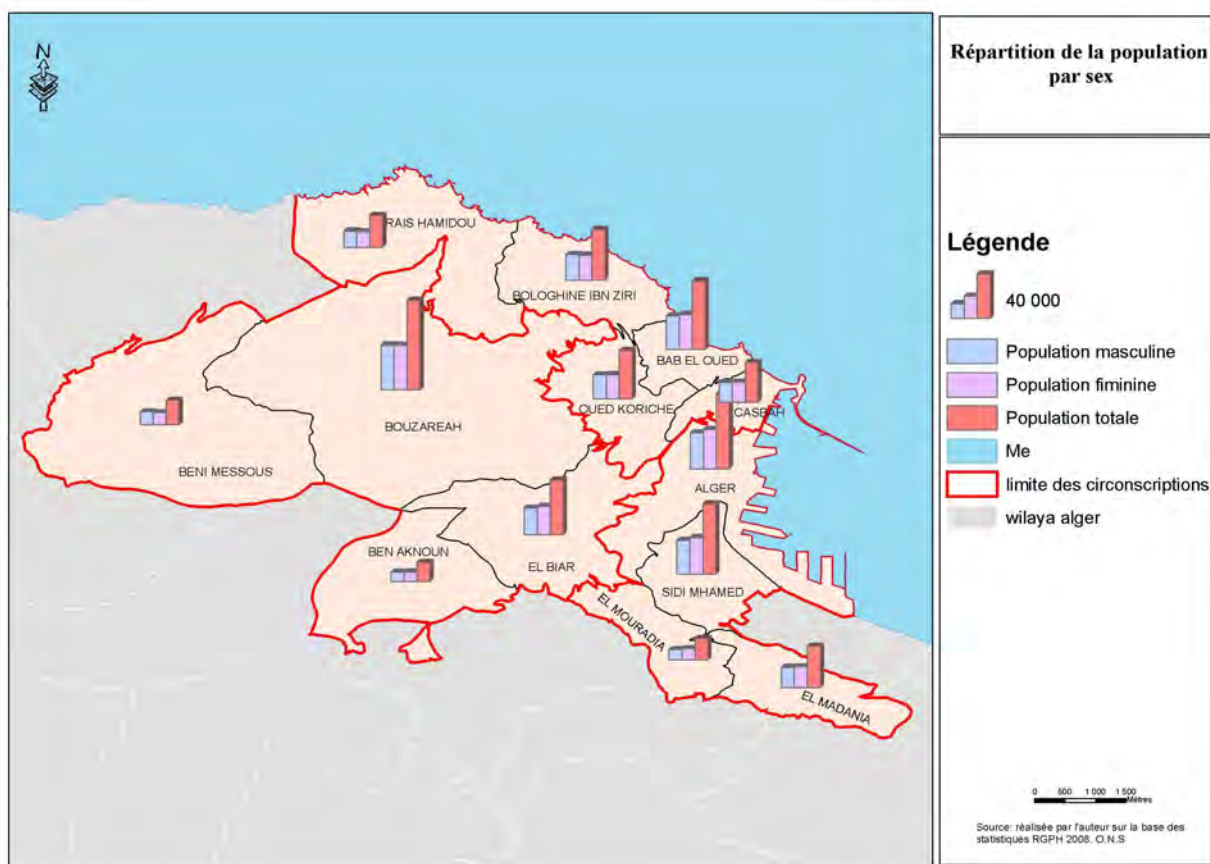 Répartition de la population
par sex
N
RAIS HAMIDOU
BOLOGHINE IBN ZIRI
BAB EL OUED
OUED KORICHE
CASBAH
BOUZAREAH
BENI MESSOUS
ALGER
BEN AKNOUN
EL BIAR
SIDI MHAMED
EL MOURADIA
EL MADANIA
Légende
40 000
Population masculine
Population fiminine
Population totale
Me
limite des circonscriptions
wilaya alger
0 500 1 000 1 500
Mètres
Source: réalisée par l'auteur sur la base des
statistiques RGPH 2008. O.N.S